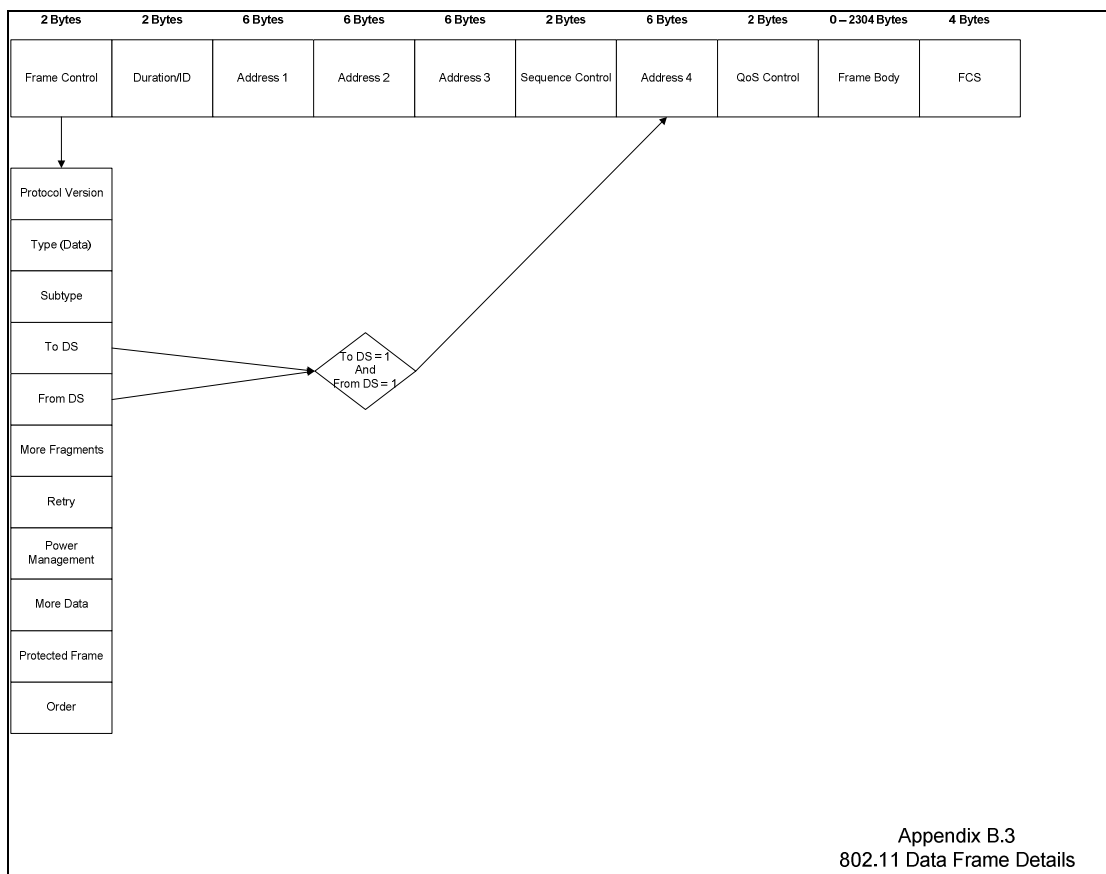 2 Bytes 2 Bytes 6 Bytes 6 Bytes 6 Bytes 2 Bytes 6 Bytes 2 Bytes 0 – 2304 Bytes 4 Bytes
Frame Control Duration/ID Address 1 Address 2 Address 3 Sequence Control Address 4 QoS Control Frame Body FCS
Protocol Version
Type (Data)
Subtype
To DS
From DS
To DS = 1
And
From DS = 1
More Fragments
Retry
Power
Management
More Data
Protected Frame
Order
Appendix B.3
802.11 Data Frame Details